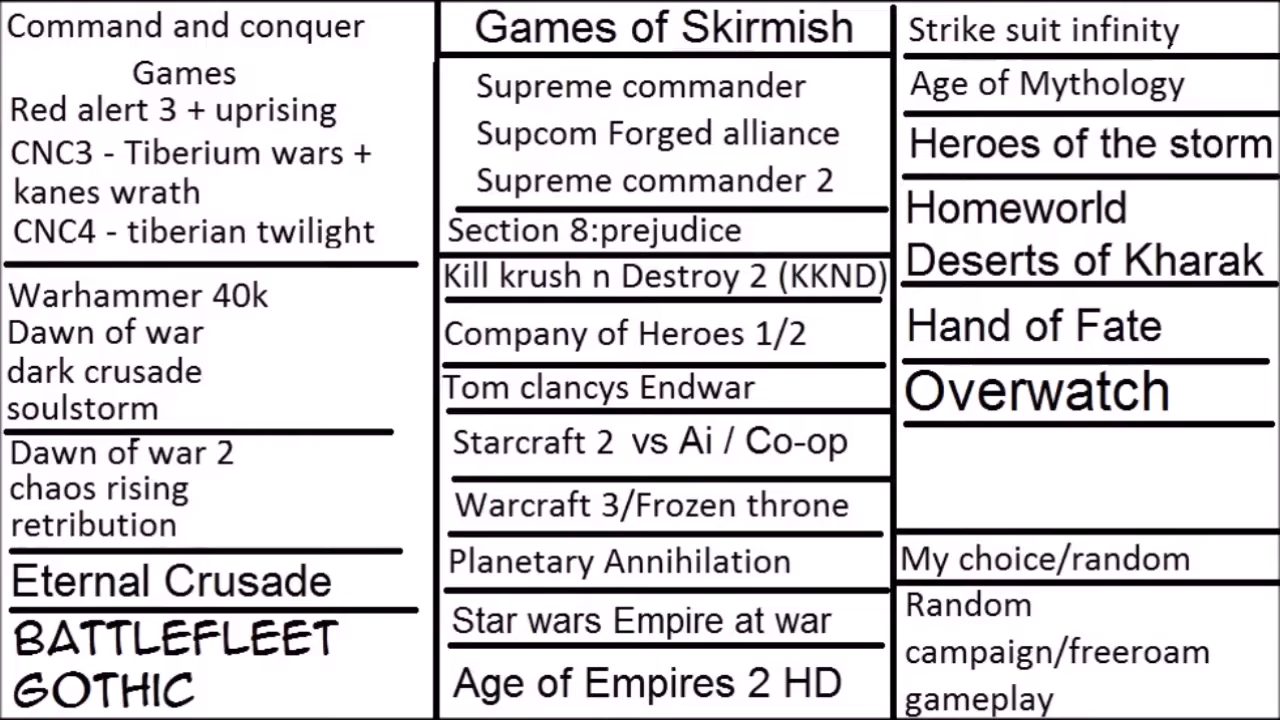 Command and conquer
Games
Red alert 3 + uprising
CNC3 - Tiberium wars +
kanes wrath
CNC4 - tiberian twilight
Warhammer 40k
Dawn of war
dark crusade
soulstorm
Dawn of war 2
chaos rising
retribution
Eternal Crusade
BATTLEFLEET
GOTHIC
Games of Skirmish
Supreme commander
Supcom Forged alliance
Supreme commander 2
Section 8:prejudice
Kill krush n Destroy 2 (KKND)
Company of Heroes 1/2
Tom clancys Endwar
Starcraft 2 vs Ai / Co-op
Warcraft 3/Frozen throne
Planetary Annihilation
Star wars Empire at war
Age of Empires 2 HD
Strike suit infinity
Age of Mythology
Heroes of the storm
Homeworld
Deserts of Kharak
Hand of Fate
Overwatch
My choice/random
Random
campaign/freeroam
gameplay